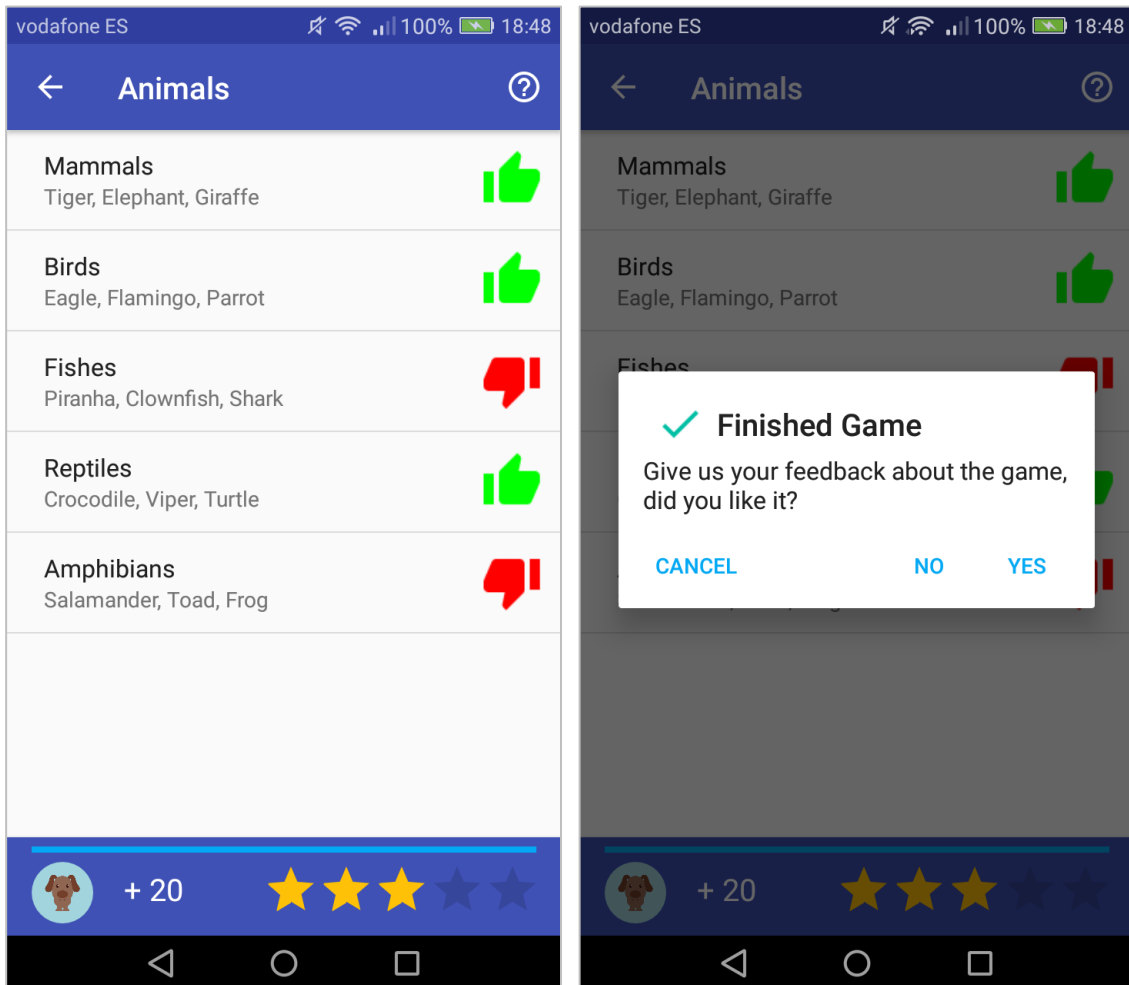 vodafone ES 100% 18:48
Animals
Mammals
Tiger, Elephant, Giraffe
Birds
Eagle, Flamingo, Parrot
Fishes
Piranha, Clownfish, Shark
Reptiles
Crocodile, Viper, Turtle
Amphibians
Salamander, Toad, Frog
+ 20
vodafone ES 100% 18:48
Animals
Mammals
Tiger, Elephant, Giraffe
Birds
Eagle, Flamingo, Parrot
Fishes
Finished Game
Give us your feedback about the game,
did you like it?
CANCEL NO YES
+ 20